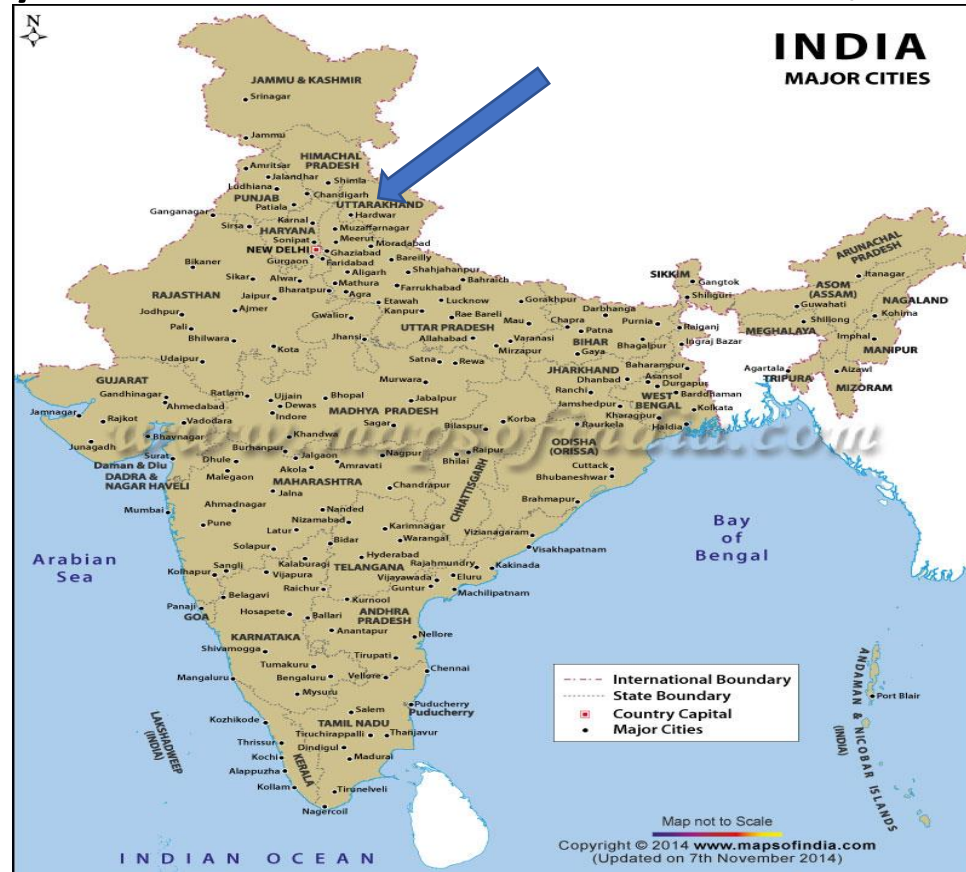 N
INDIA
MAJOR CITIES
JAMMU & KASHMIR
Srinagar
Jammu
HIMACHAL
PRADESH
Amritsar
Jalandhar
Shimla
Ludhiana
Chandigarh
PUNJAB
Patiala
UTTARAKHAND
Hardwar
Ganganagar
Karnal
Muzaffarnagar
Sirsa
HARYANA
Sonipat
Meerut
Moradabad
NEW DELHI
Ghaziabad
Gurgaon
Faridabad
Bareilly
Bikaner
Aligarh
Shahjahanpur
Sikar
Alwar
Mathura
Farrukhabad
Bahraich
RAJASTHAN
Jaipur
Bharatpur
Agra
Etawah
Lucknow
Gorakhpur
Jodhpur
Ajmer
Gwalior
Kanpur
Rae Bareli
Mau
Chapra
Darbhanga
Purnia
Pali
UTTAR PRADESH
Patna
Bhilwara
Kota
Jhansi
Allahabad
Varanasi
BIHAR
Bhagalpur
Mirzapur
Gaya
Udaipur
Satna
Rewa
SIKKIM
Gangtok
Shiliguri
Raiganj
Ingraj Bazar
ARUNACHAL
PRADESH
Itanagar
ASOM
(ASSAM)
Guwahati
NAGALAND
Kohima
Shillong
MEGHALAYA
Imphal
MANIPUR
Agartala
TRIPURA
Aizawl
MIZORAM
JHARKHAND
Baharampur
Dhanbad
Asansol
Durgapur
Ranchi
WEST
BENGAL
Barddhaman
Jamshedpur
Kolkata
Kharagpur
Haldia
GUJARAT
Gandhinagar
Ahmedabad
Ratlam
Ujjain
Dewas
Indore
Bhopal
Murwara
Jabalpur
MADHYA PRADESH
Jamnagar
Rajkot
Vadodara
Sagar
Bilaspur
Korba
Raurkela
www.mapsofindia.com
Junagadh
Bhavnagar
Khandwa
ODISHA
(ORISSA)
Surat
Burhanpur
Jalgaon
Nagpur
Raipur
Bhilai
Daman & Diu
Dhule
Akola
Amravati
Cuttack
DADRA &
NAGAR HAVELI
Malegaon
MAHARASHTRA
Chandrapur
CHHATTISGARH
Bhubaneshwar
Jalna
Brahmapur
Mumbai
Ahmadnagar
Nanded
Pune
Nizamabad
Karimnagar
Latur
Warangal
Vizianagaram
Bidar
Solapur
Hyderabad
Visakhapatnam
Arabian
Sea
Bay
of
Bengal
Kolhapur
Sangli
Kalaburagi
TELANGANA
Rajahmundry
Kakinada
Vijapura
Vijayawada
Eluru
Raichur
Guntur
Belagavi
Kurnool
Machilipatnam
Panaji
GOA
Hosapete
Ballari
ANDHRA
PRADESH
Anantapur
KARNATAKA
Nellore
Shivamogga
Tirupati
Tumakuru
Chennai
Mangaluru
Bengaluru
Vellore
Mysuru
Puducherry
Puducherry
Salem
Kozhikode
TAMIL NADU
Tiruchirappalli
Thanjavur
Thrissur
Dindigul
Kochi
Madurai
KERALA
Alappuzha
Kollam
Tirunelveli
Nagercoil
LAKSHADWEEP
(INDIA)
INDIAN OCEAN
International Boundary
State Boundary
Country Capital
Major Cities
ANDAMAN & NICOBAR ISLANDS
(INDIA)
Port Blair
Map not to Scale
Copyright © 2014 www.mapsofindia.com
(Updated on 7th November 2014)